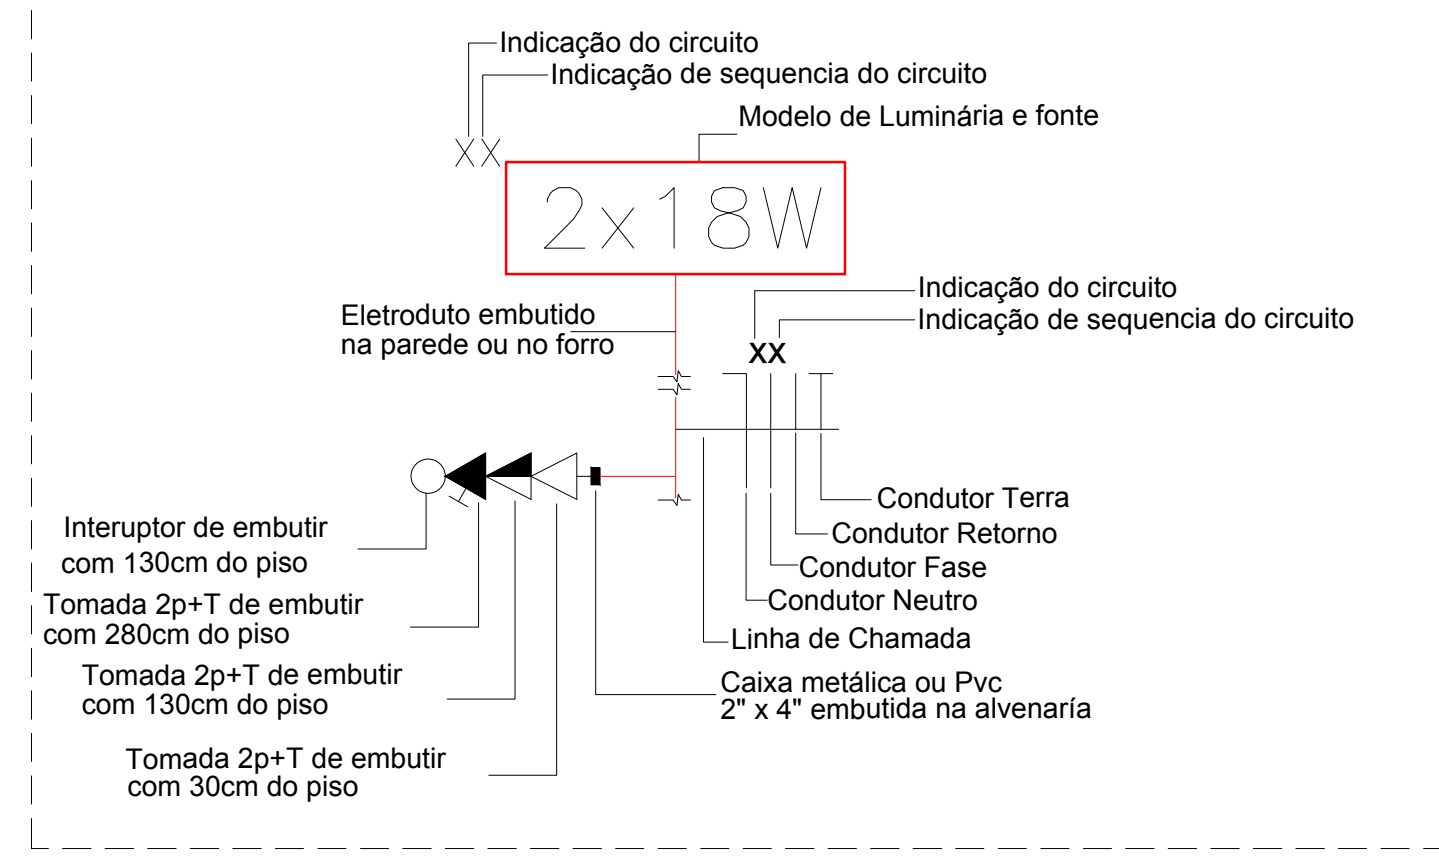 Indicação do circuito
Indicação de sequencia do circuito
Modelo de Luminária e fonte
XX
2x18W
Indicação do circuito
Indicação de sequencia do circuito
Eletroduto embutido
na parede ou no forro
XX
Condutor Terra
Condutor Retorno
Condutor Fase
Condutor Neutro
Linha de Chamada
Caixa metálica ou Pvc
2" x 4" embutida na alvenaría
Interuptor de embutir
com 130cm do piso
Tomada 2p+T de embutir
com 280cm do piso
Tomada 2p+T de embutir
com 130cm do piso
Tomada 2p+T de embutir
com 30cm do piso